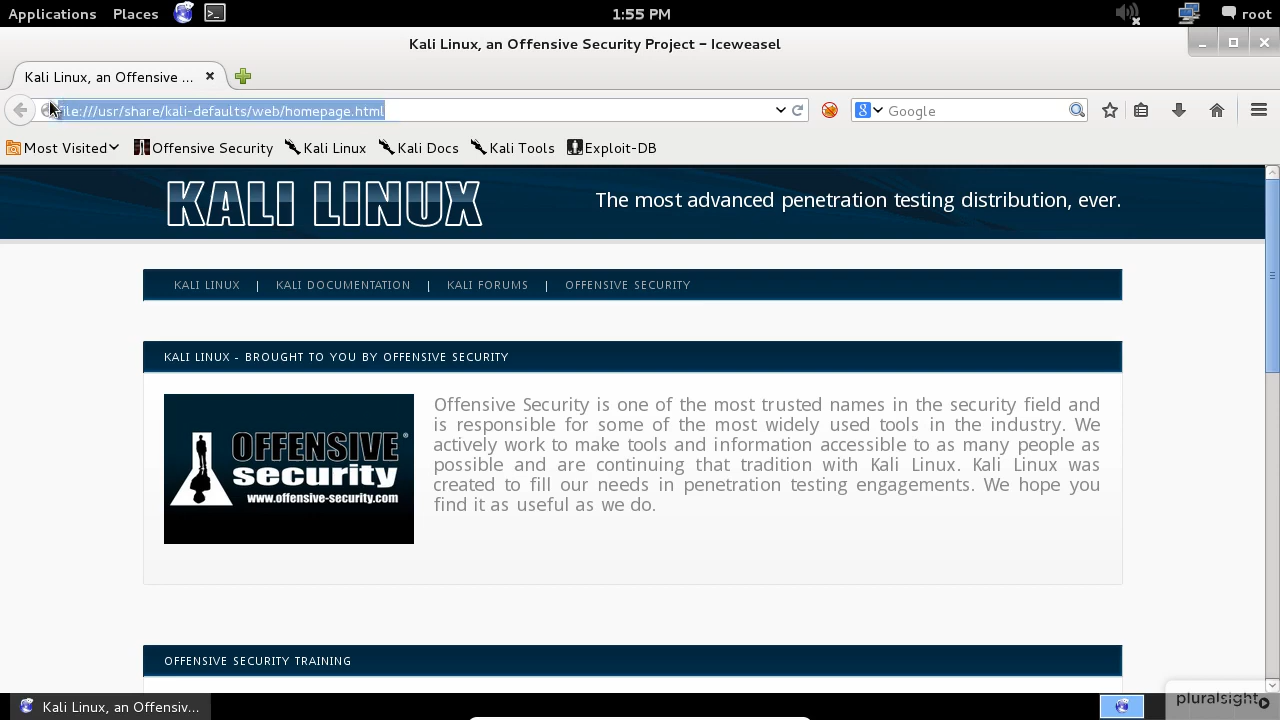 Applications Places 1:55 PM root
Kali Linux, an Offensive Security Project - Iceweasel
Kali Linux, an Offensive ...
file:///usr/share/kali-defaults/web/homepage.html
Google
Most Visited Offensive Security Kali Linux Kali Docs Kali Tools Exploit-DB
KALI LINUX
The most advanced penetration testing distribution, ever.
KALI LINUX | KALI DOCUMENTATION | KALI FORUMS | OFFENSIVE SECURITY
KALI LINUX - BROUGHT TO YOU BY OFFENSIVE SECURITY
OFFENSIVE®
security
www.offensive-security.com
Offensive Security is one of the most trusted names in the security field and
is responsible for some of the most widely used tools in the industry. We
actively work to make tools and information accessible to as many people as
possible and are continuing that tradition with Kali Linux. Kali Linux was
created to fill our needs in penetration testing engagements. We hope you
find it as useful as we do.
OFFENSIVE SECURITY TRAINING
Kali Linux, an Offensiv...
pluralsight